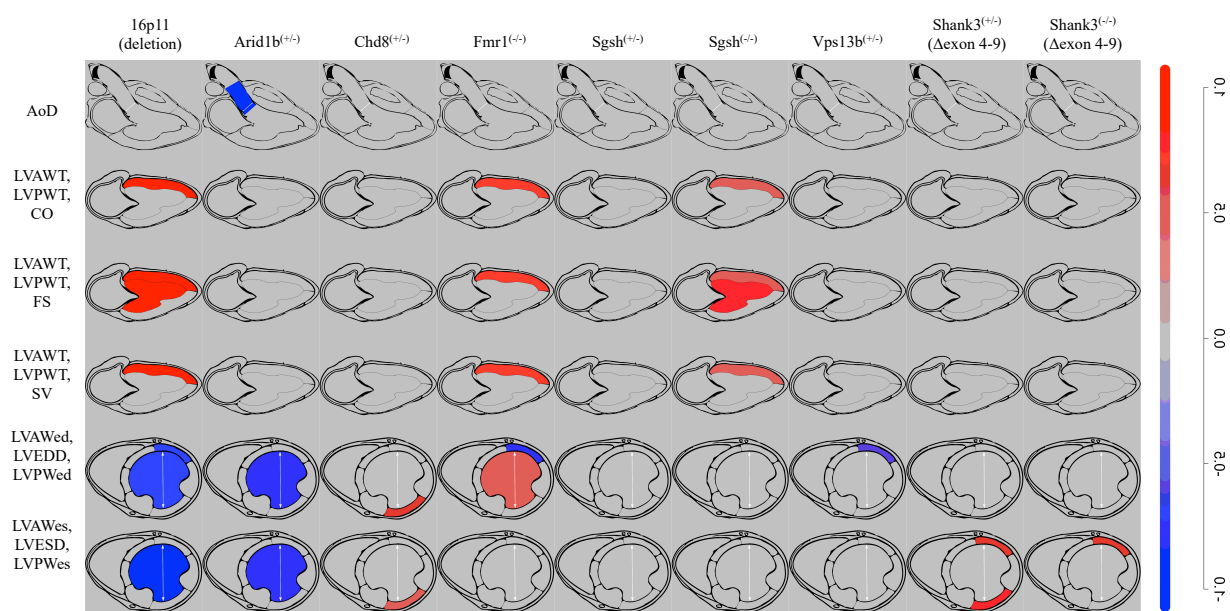 16p11
(deletion)
Arid1b(+/-)
Chd8(+/-)
Fmr1(-/-)
Sgsh(+/-)
Sgsh(-/-)
Vps13b(+/-)
Shank3(+/-)
(Δexon 4-9)
Shank3(-/-)
(Δexon 4-9)
AoD
LVAWT,
LVPWT,
CO
LVAWT,
LVPWT,
FS
LVAWT,
LVPWT,
SV
LVAWed,
LVEDD,
LVPWed
LVAWes,
LVESD,
LVPWes
1.0
0.5
0.0
-0.5
-1.0